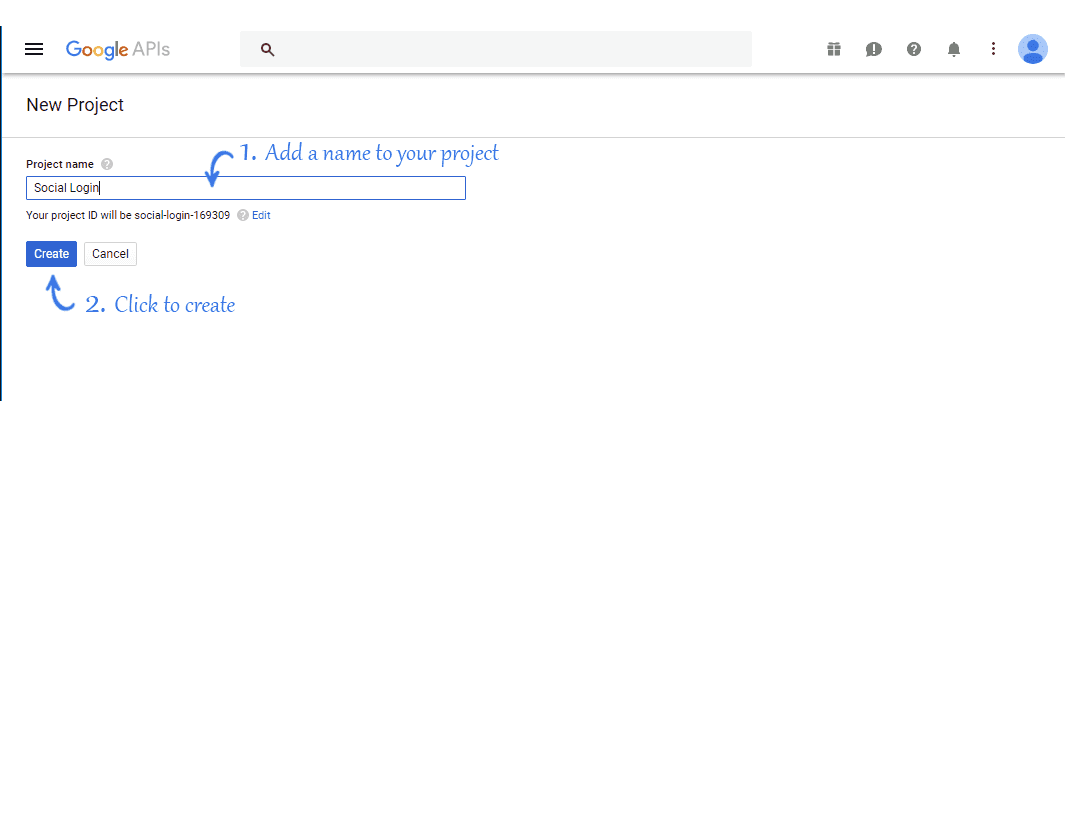 Google APIs
New Project
1. Add a name to your project
Project name ?
Social Login
Your project ID will be social-login-169309 ? Edit
Create Cancel
2. Click to create